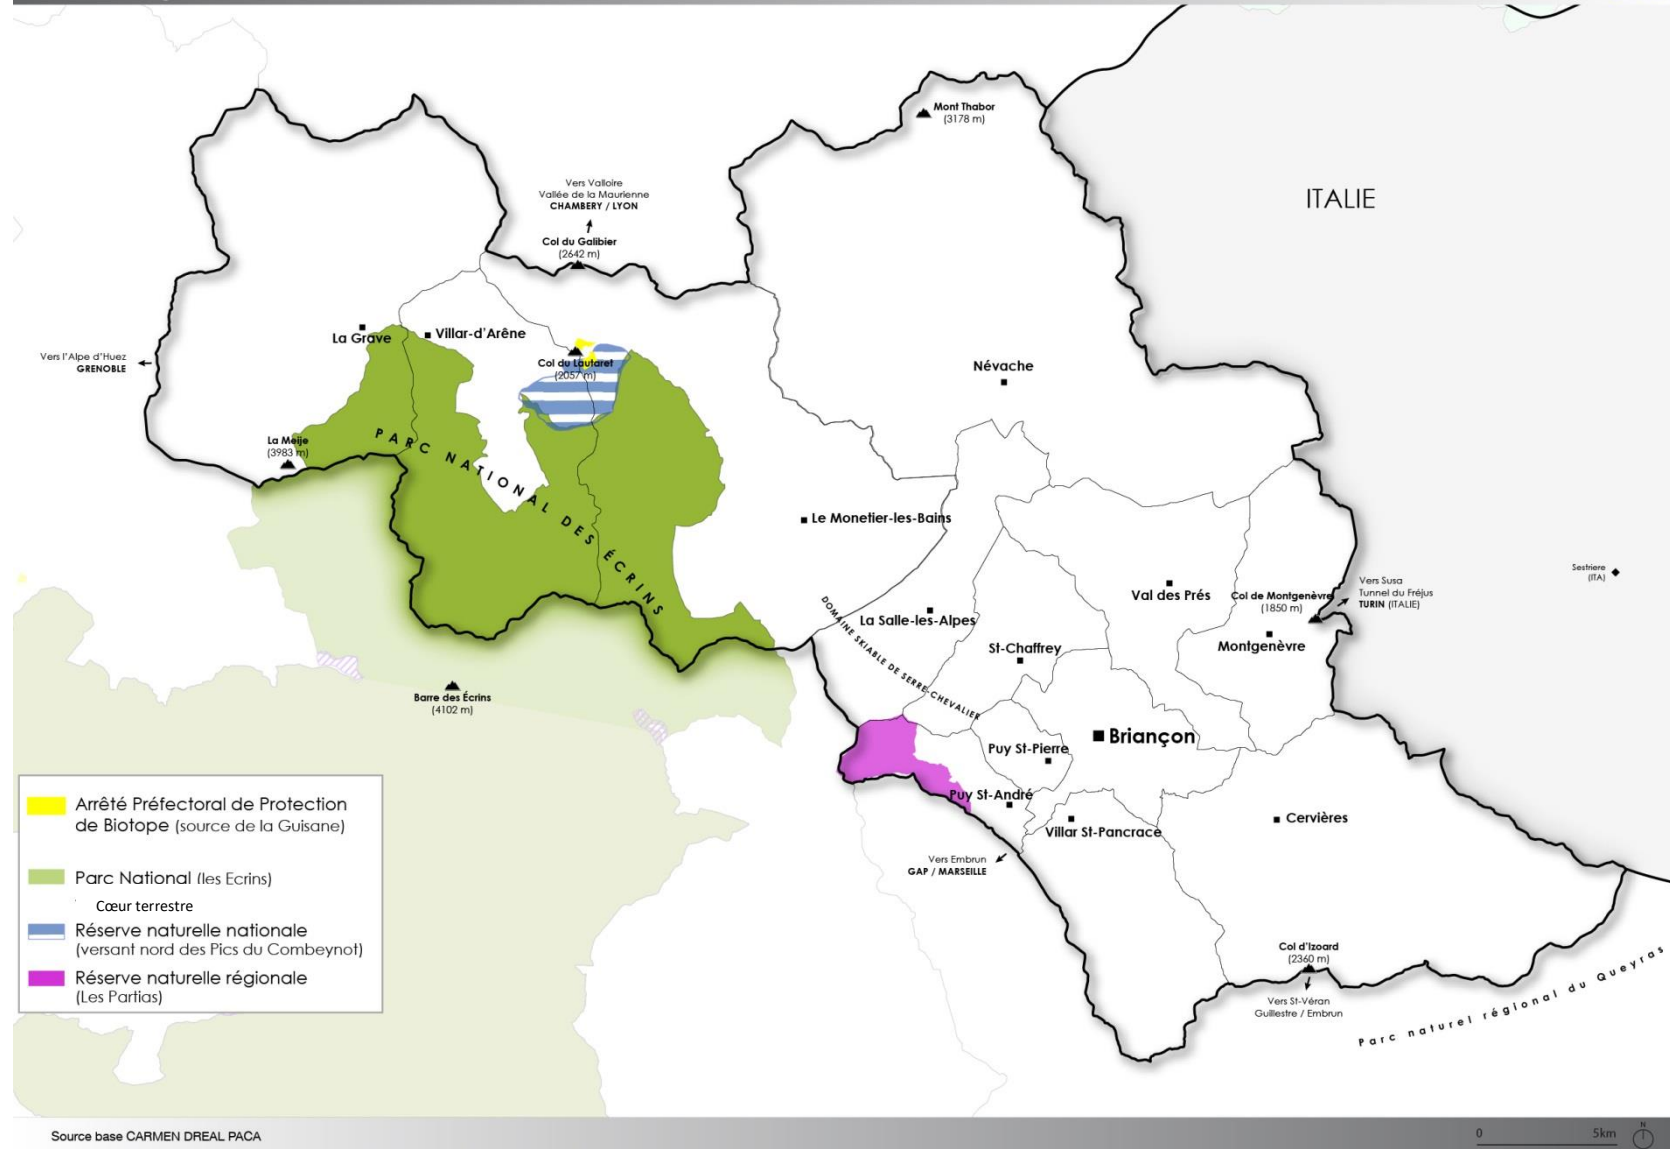 Mont Thabor
(3178 m)
ITALIE
Vers Valloire
Vallée de la Maurienne
CHAMBERY / LYON
Col du Galibier
(2642 m)
La Grave
Villar-d'Arêne
Vers l'Alpe d'Huez
GRENOBLE
Col du Lautaret
(2057 m)
Névache
La Meije
(3983 m)
PARC NATIONAL DES ÉCRINS
Le Monetier-les-Bains
Sestriere
(ITA)
Vers Susa
Tunnel du Fréjus
TURIN (ITALIE)
Val des Prés
Col de Montgenèvre
(1850 m)
Montgenèvre
La Salle-les-Alpes
DOMAINE SKIABLE DE SERRE-CHEVALIER
St-Chaffrey
Barre des Écrins
(4102 m)
Briançon
Puy St-Pierre
Puy St-André
Villar St-Pancrace
Cervières
Vers Embrun
GAP / MARSEILLE
Col d'Izoard
(2360 m)
Vers St-Véran
Guillestre / Embrun
Parc naturel régional du Queyras
Arrêté Préfectoral de Protection
de Biotope (source de la Guisane)
Parc National (les Ecrins)
Cœur terrestre
Réserve naturelle nationale
(versant nord des Pics du Combeynot)
Réserve naturelle régionale
(Les Partias)
Source base CARMEN DREAL PACA
0 5km
N